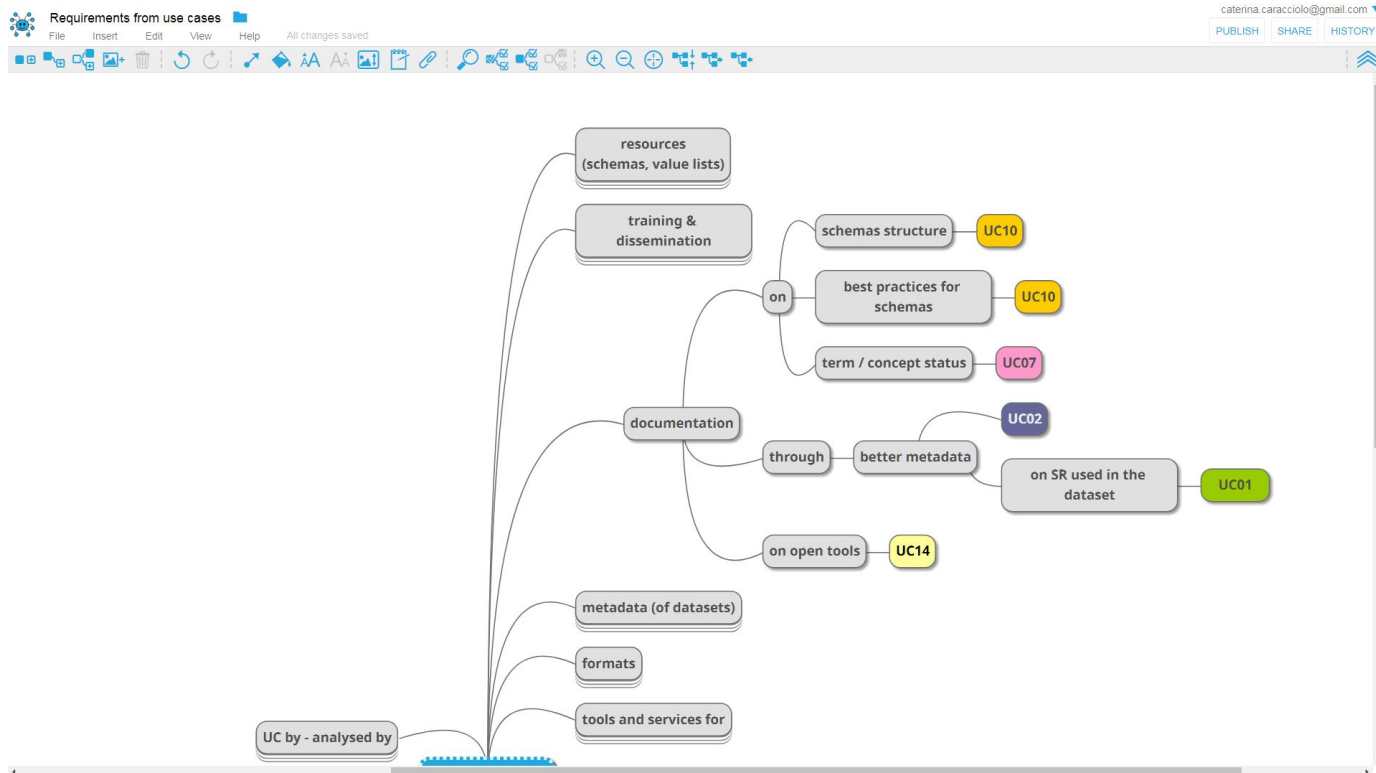 Requirements from use cases
caterina.caracciolo@gmail.com
File Insert Edit View Help All changes saved
PUBLISH SHARE HISTORY
resources
(schemas, value lists)
training &
dissemination
schemas structure
UC10
on
best practices for
schemas
UC10
term / concept status
UC07
documentation
UC02
through
better metadata
on SR used in the
dataset
UC01
on open tools
UC14
metadata (of datasets)
formats
tools and services for
UC by - analysed by